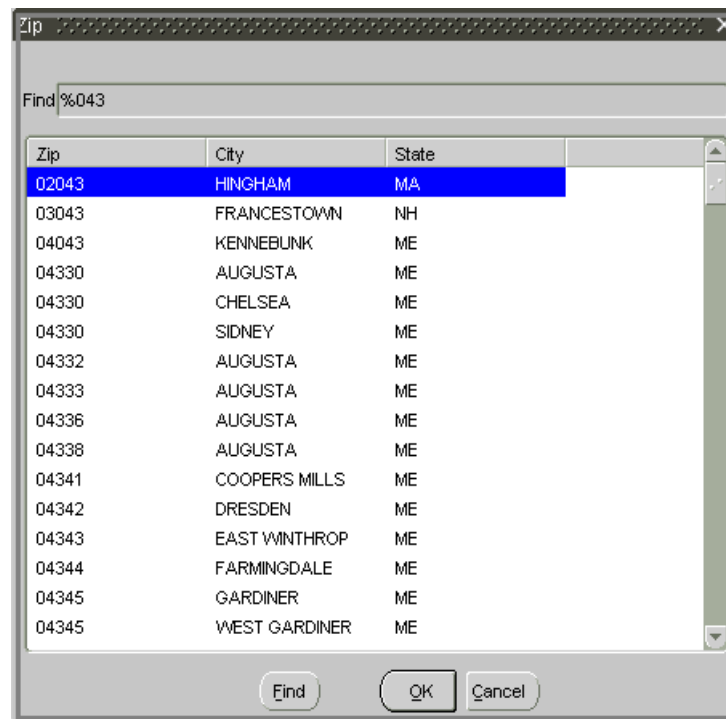 Zip
Find %043
Zip City State
02043 HINGHAM MA
03043 FRANCESTOWN NH
04043 KENNEBUNK ME
04330 AUGUSTA ME
04330 CHELSEA ME
04330 SIDNEY ME
04332 AUGUSTA ME
04333 AUGUSTA ME
04336 AUGUSTA ME
04338 AUGUSTA ME
04341 COOPERS MILLS ME
04342 DRESDEN ME
04343 EAST WINTHROP ME
04344 FARMINGDALE ME
04345 GARDINER ME
04345 WEST GARDINER ME
Find OK Cancel